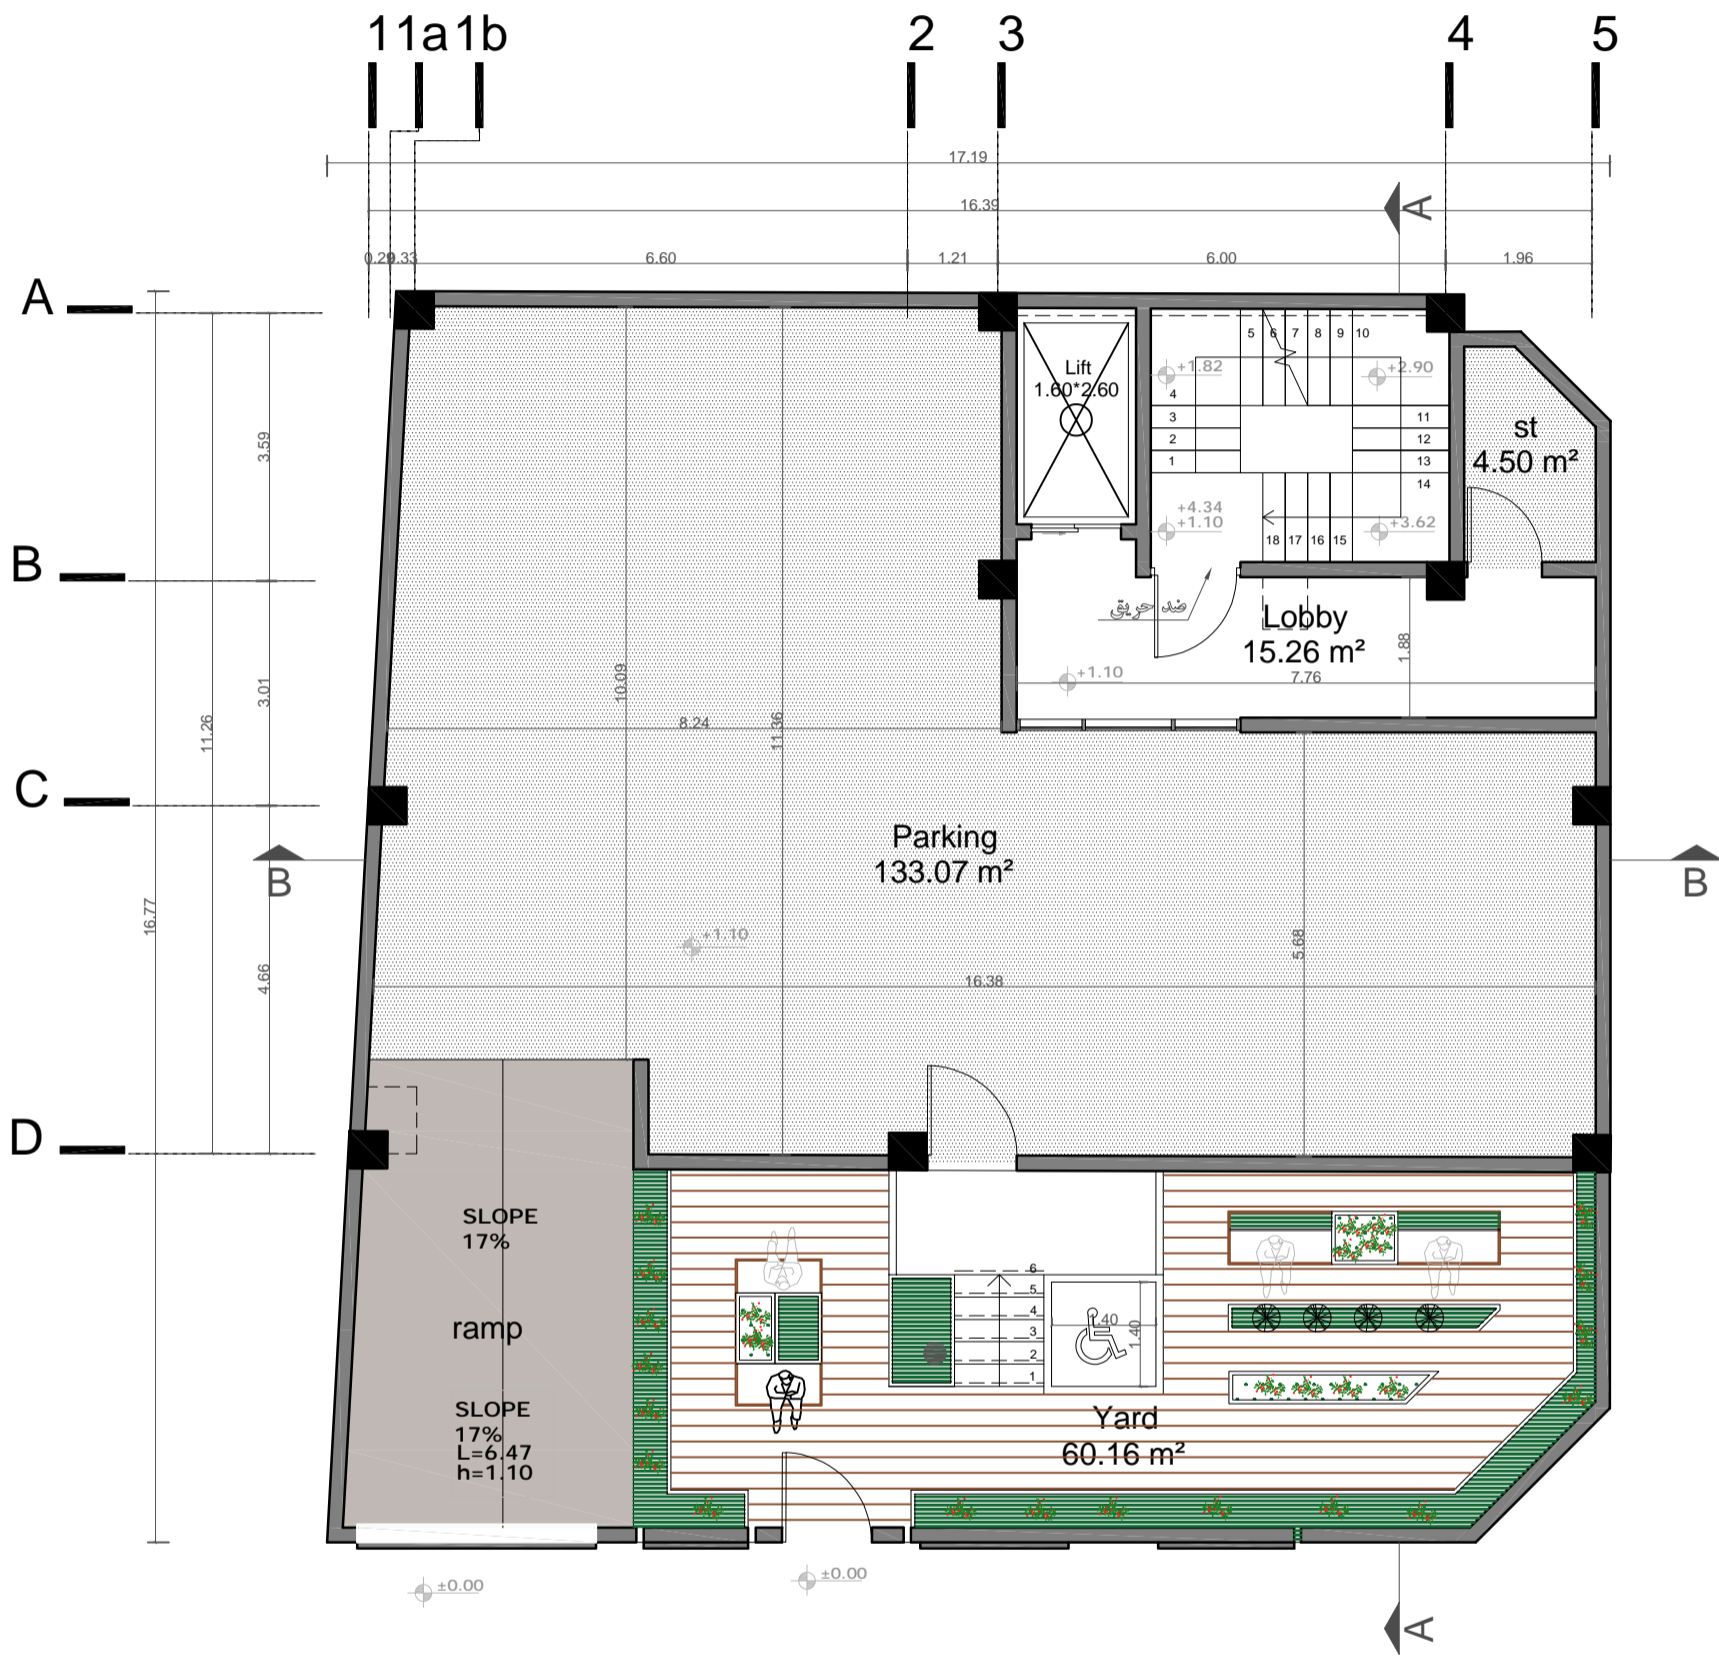 1 1a 1b 2 3 4 5
17.19
16.39
A
0.29 0.33 6.60 1.21 6.00 1.96
A
B
C
D
3.59
3.01
11.26
4.66
16.77
Lift
1.60*2.60
5 6 7 8 9 10
+1.82
+2.90
4
3
2
1
11
12
13
14
+4.34
+1.10
+3.62
18 17 16 15
st
4.50 m²
ضد حریق
Lobby
15.26 m²
1.88
7.76
+1.10
10.09
8.24
11.36
Parking
133.07 m²
B
B
+1.10
5.68
16.38
SLOPE
17%
ramp
SLOPE
17%
L=6.47
h=1.10
6
5
4
3
2
1
1.40
Yard
60.16 m²
±0.00
±0.00
A